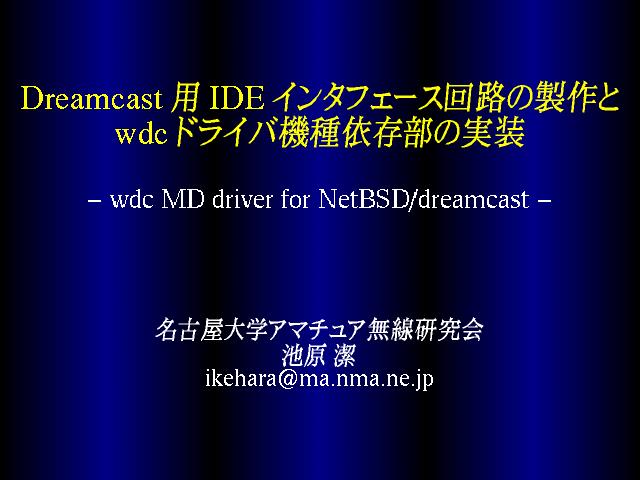 Dreamcast 用 IDE インタフェース回路の製作と
wdcドライバ機種依存部の実装
– wdc MD driver for NetBSD/dreamcast –
名古屋大学アマチュア無線研究会
池原 潔
ikehara@ma.nma.ne.jp